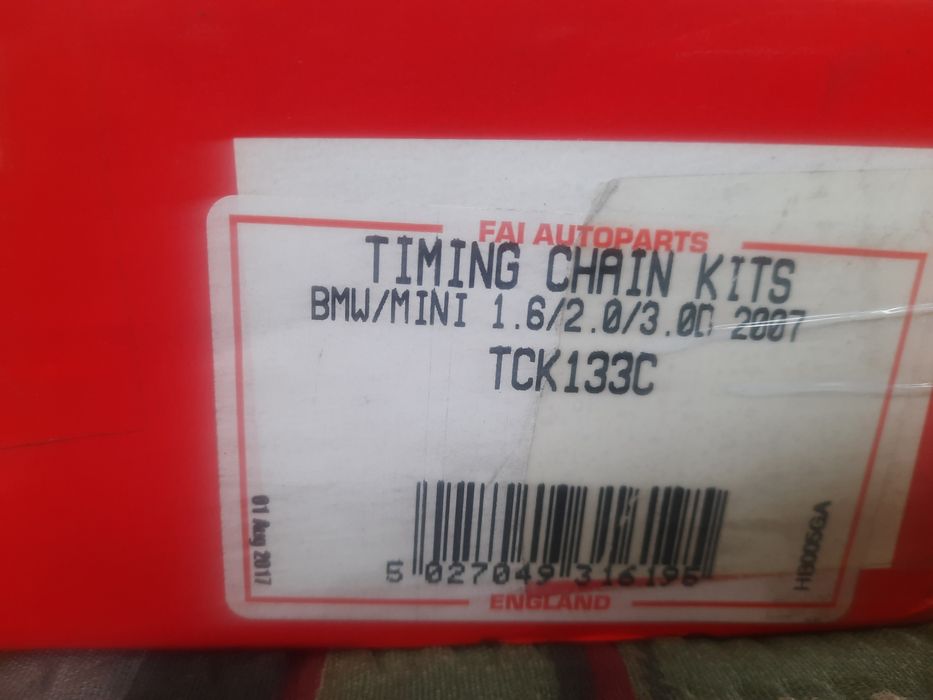 FAI AUTOPARTS
TIMING CHAIN KITS
BMW/MINI 1.6/2.0/3.0D 2007
TCK133C
01 Aug 2017
HB005GA
5 027049 316196
ENGLAND